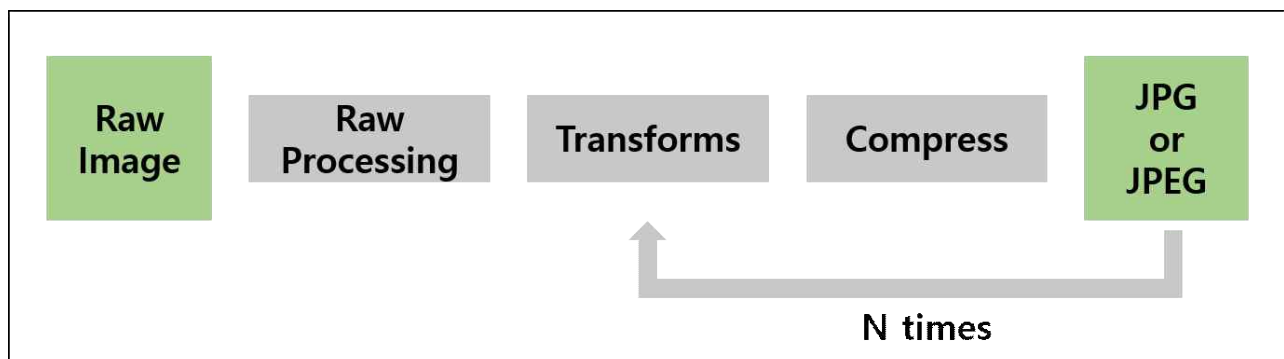 Raw
Image
Raw
Processing
Transforms
Compress
JPG
or
JPEG
N times